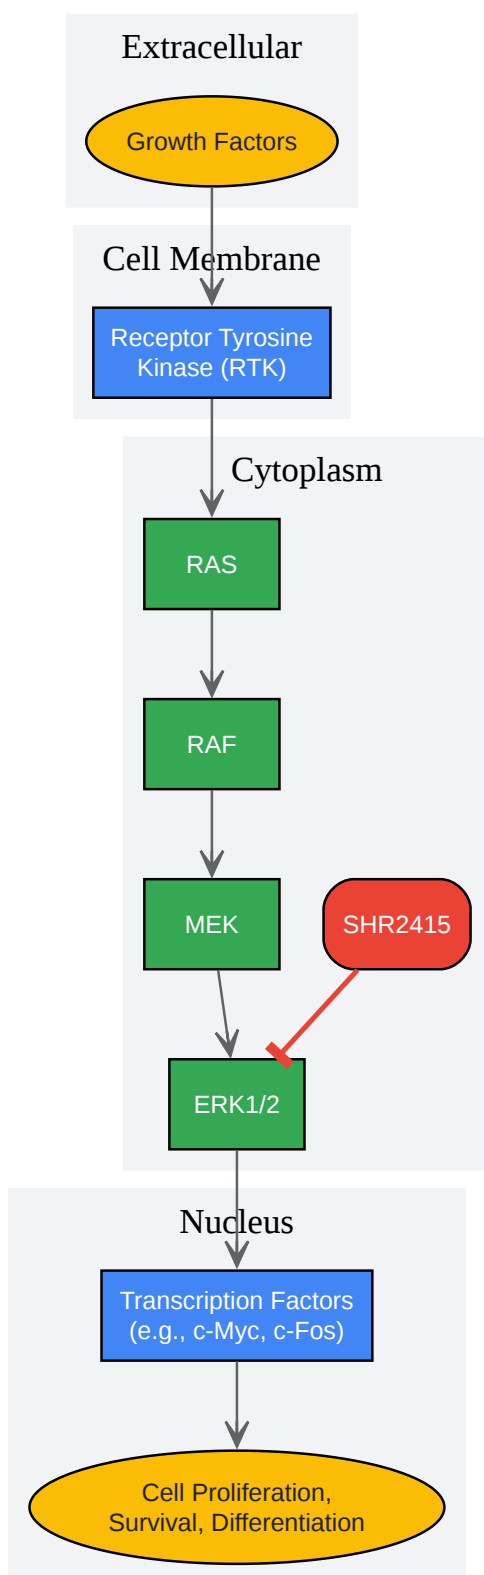 Extracellular
Growth Factors
Cell Membrane
Receptor Tyrosine
Kinase (RTK)
Cytoplasm
RAS
RAF
MEK
SHR2415
ERK1/2
Nucleus
Transcription Factors
(e.g., c-Myc, c-Fos)
Cell Proliferation,
Survival, Differentiation